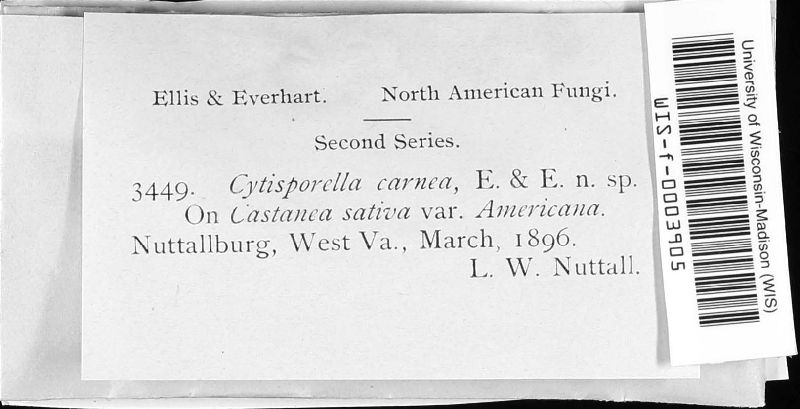 Ellis & Everhart. North American Fungi.
Second Series.
3449. Cytisporella carnea, E. & E. n. sp.
On Castanea sativa var. Americana.
Nuttallburg, West Va., March, 1896.
L. W. Nuttall.
University of Wisconsin-Madison (WIS)
WIS-f-0003905